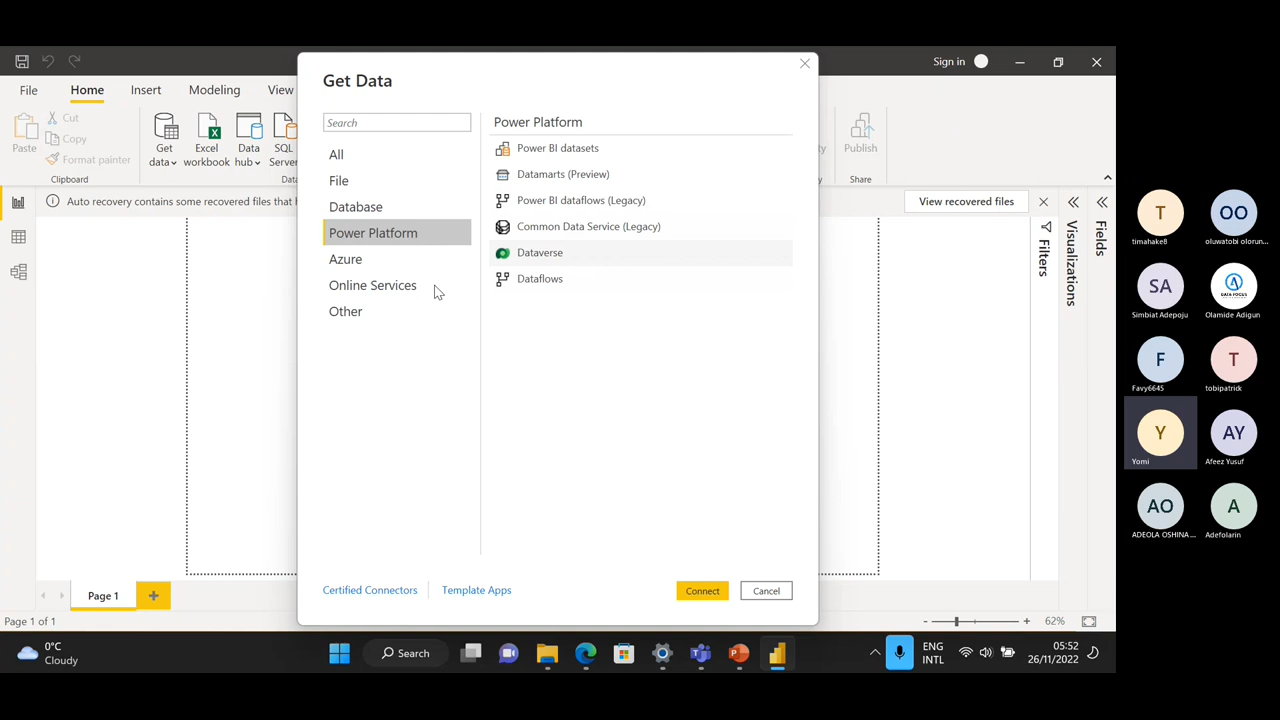 Sign in
File
Home
Insert
Modeling
View
Paste
Cut
Copy
Format painter
Clipboard
Get data
Excel workbook
Data hub
SQL Server
Publish
Share
Auto recovery contains some recovered files that
View recovered files
Filters
Visualizations
Fields
Get Data
Search
All
File
Database
Power Platform
Azure
Online Services
Other
Power Platform
Power BI datasets
Datamarts (Preview)
Power BI dataflows (Legacy)
Common Data Service (Legacy)
Dataverse
Dataflows
Certified Connectors
Template Apps
Connect
Cancel
Page 1
Page 1 of 1
62%
0°C
Cloudy
Search
ENG
INTL
05:52
26/11/2022
T
timahake8
OO
oluwatobi olorun...
SA
Simbiat Adepoju
DATA FOCUS
Olamide Adigun
F
Favy6645
T
tobipatrick
Y
Yomi
AY
Afeez Yusuf
AO
ADEOLA OSHINA...
A
Adefolarin